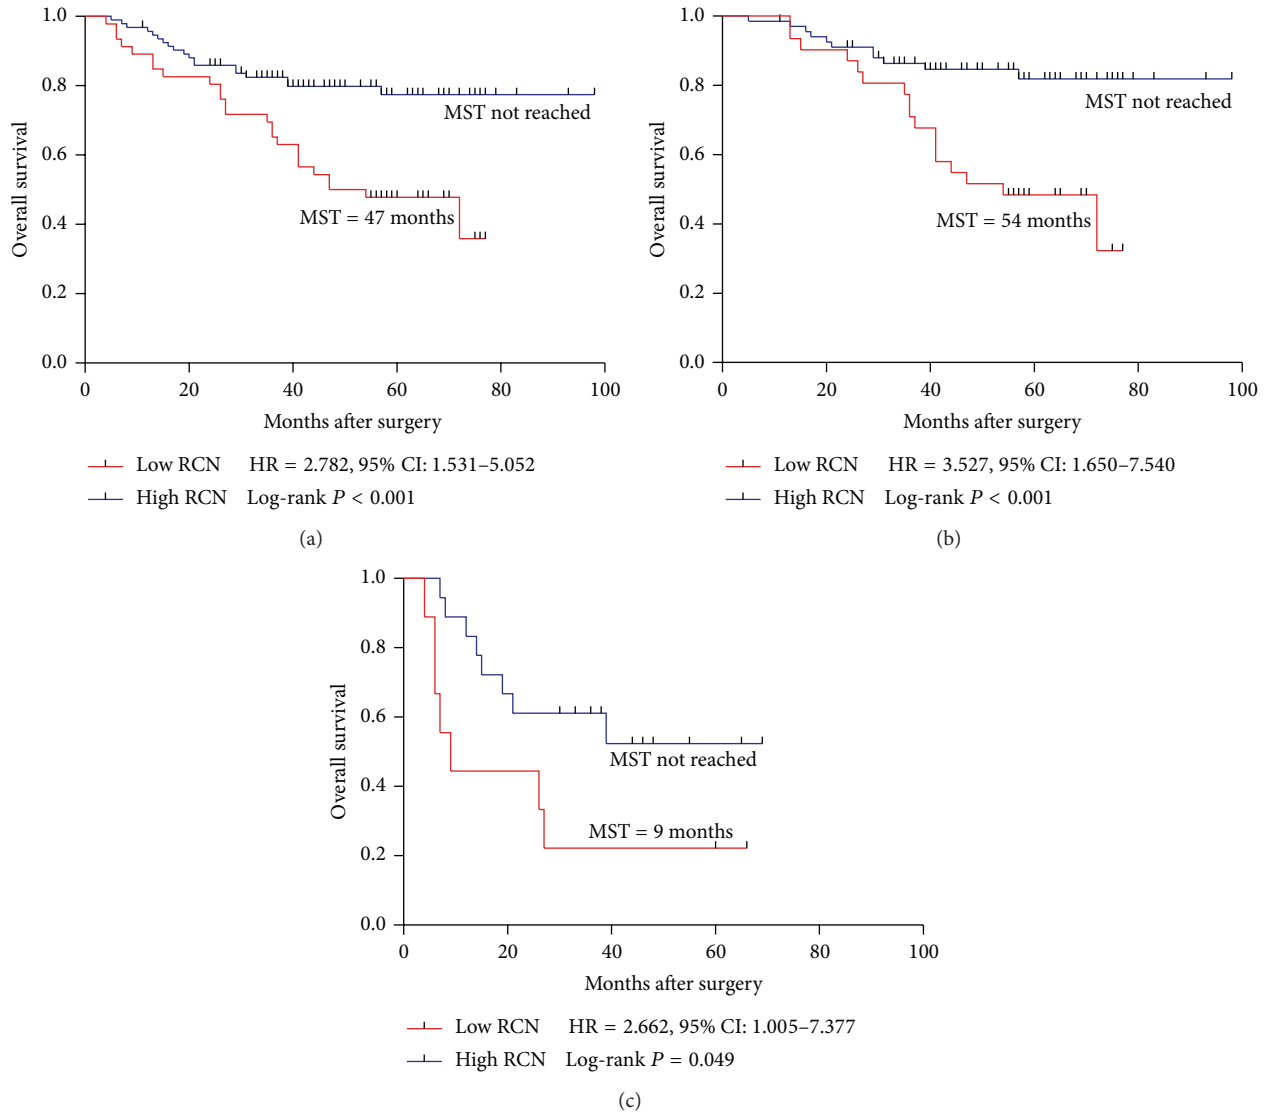 1.0
0.8
0.6
0.4
0.2
0.0
Overall survival
MST not reached
MST = 47 months
0 20 40 60 80 100
Months after surgery
Low RCN HR = 2.782, 95% CI: 1.531–5.052
High RCN Log-rank P < 0.001
(a)
1.0
0.8
0.6
0.4
0.2
0.0
Overall survival
MST not reached
MST = 54 months
0 20 40 60 80 100
Months after surgery
Low RCN HR = 3.527, 95% CI: 1.650–7.540
High RCN Log-rank P < 0.001
(b)
1.0
0.8
0.6
0.4
0.2
0.0
Overall survival
MST not reached
MST = 9 months
0 20 40 60 80 100
Months after surgery
Low RCN HR = 2.662, 95% CI: 1.005–7.377
High RCN Log-rank P = 0.049
(c)